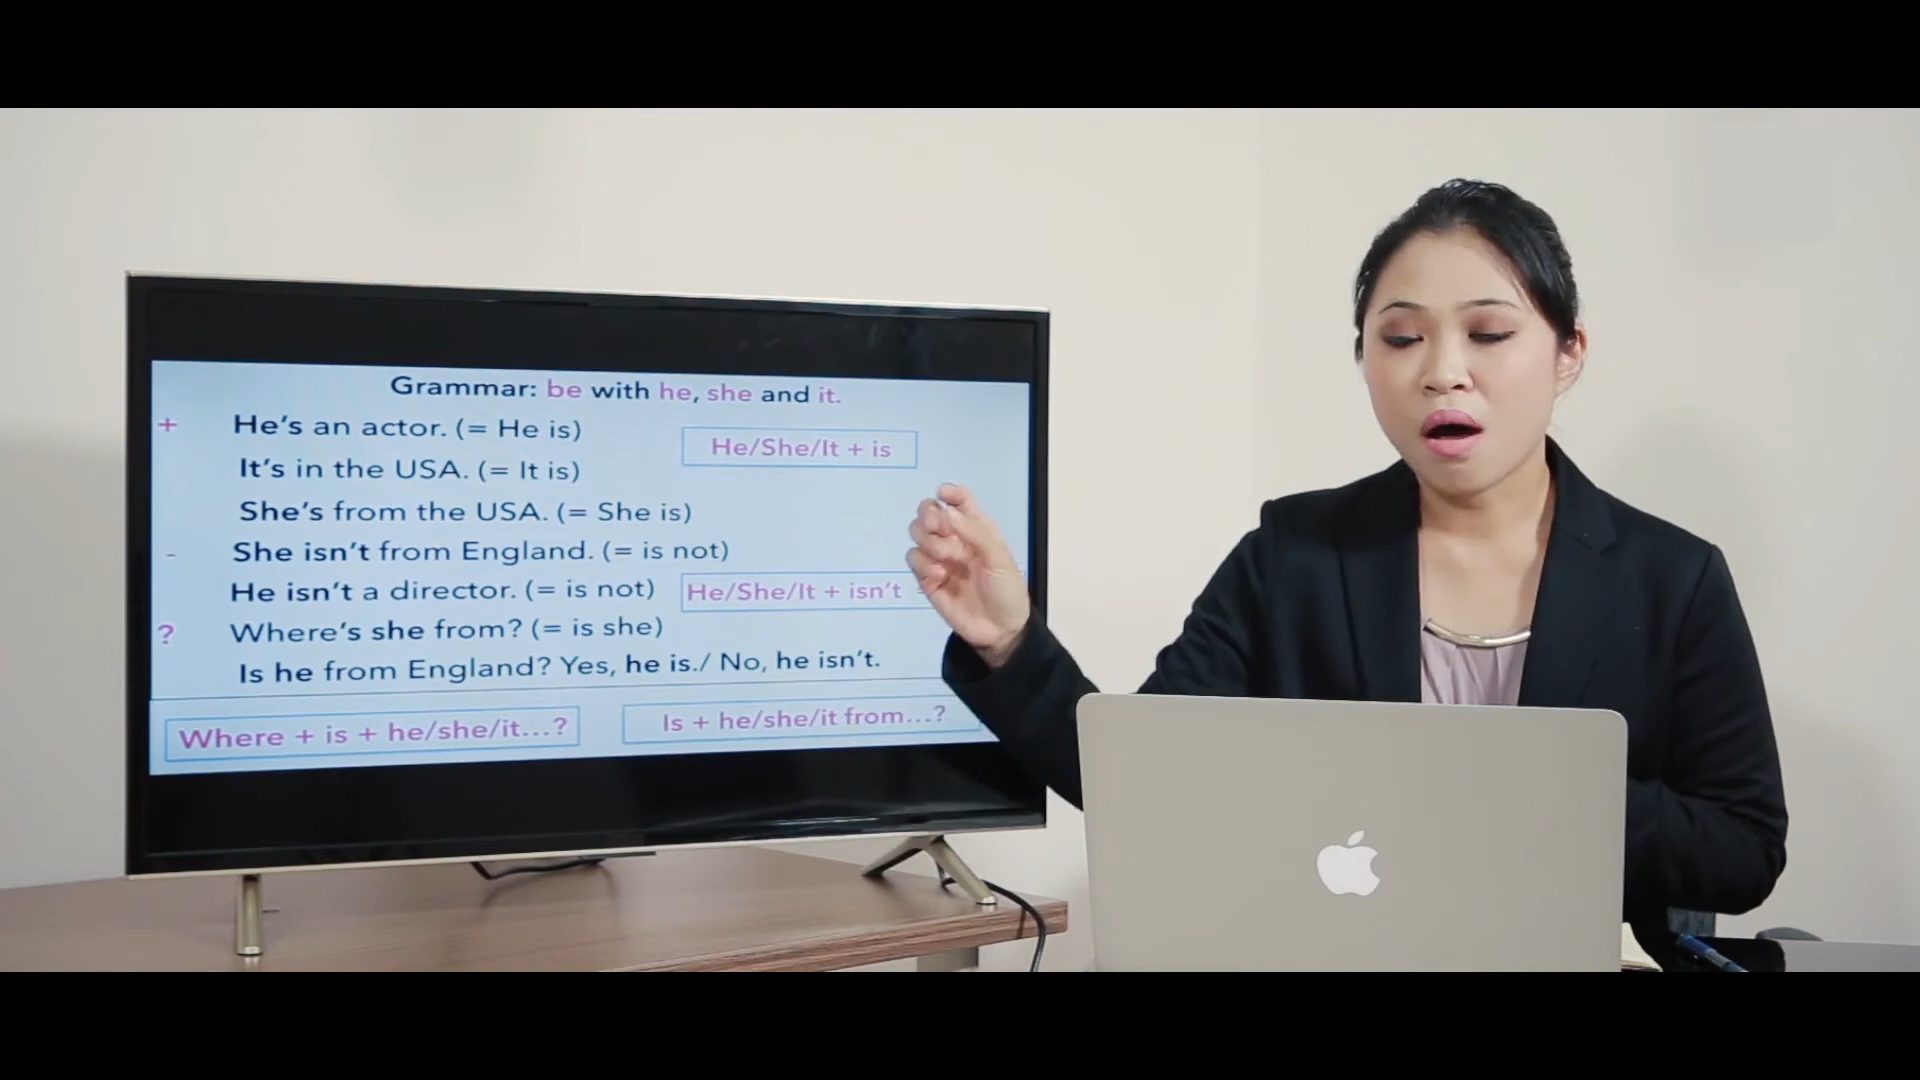 Grammar: be with he, she and it.
+ He's an actor. (= He is)
He/She/It + is
It's in the USA. (= It is)
She's from the USA. (= She is)
- She isn't from England. (= is not)
He isn't a director. (= is not)
He/She/It + isn't
? Where's she from? (= is she)
Is he from England? Yes, he is./ No, he isn't.
Where + is + he/she/it...?
Is + he/she/it from...?